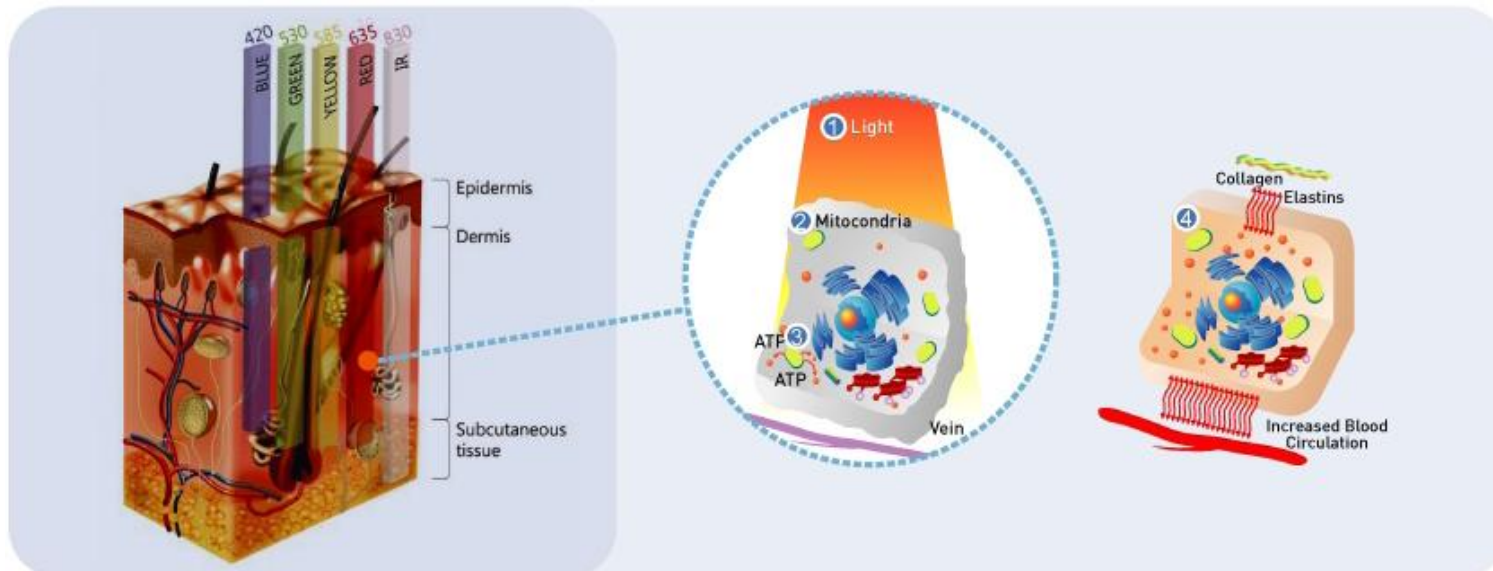 420
530
585
635
830
BLUE
GREEN
YELLOW
RED
IR
Epidermis
Dermis
Subcutaneous
tissue
1 Light
2 Mitocondria
3
ATP
ATP
Vein
Collagen
Elastins
4
Increased Blood
Circulation